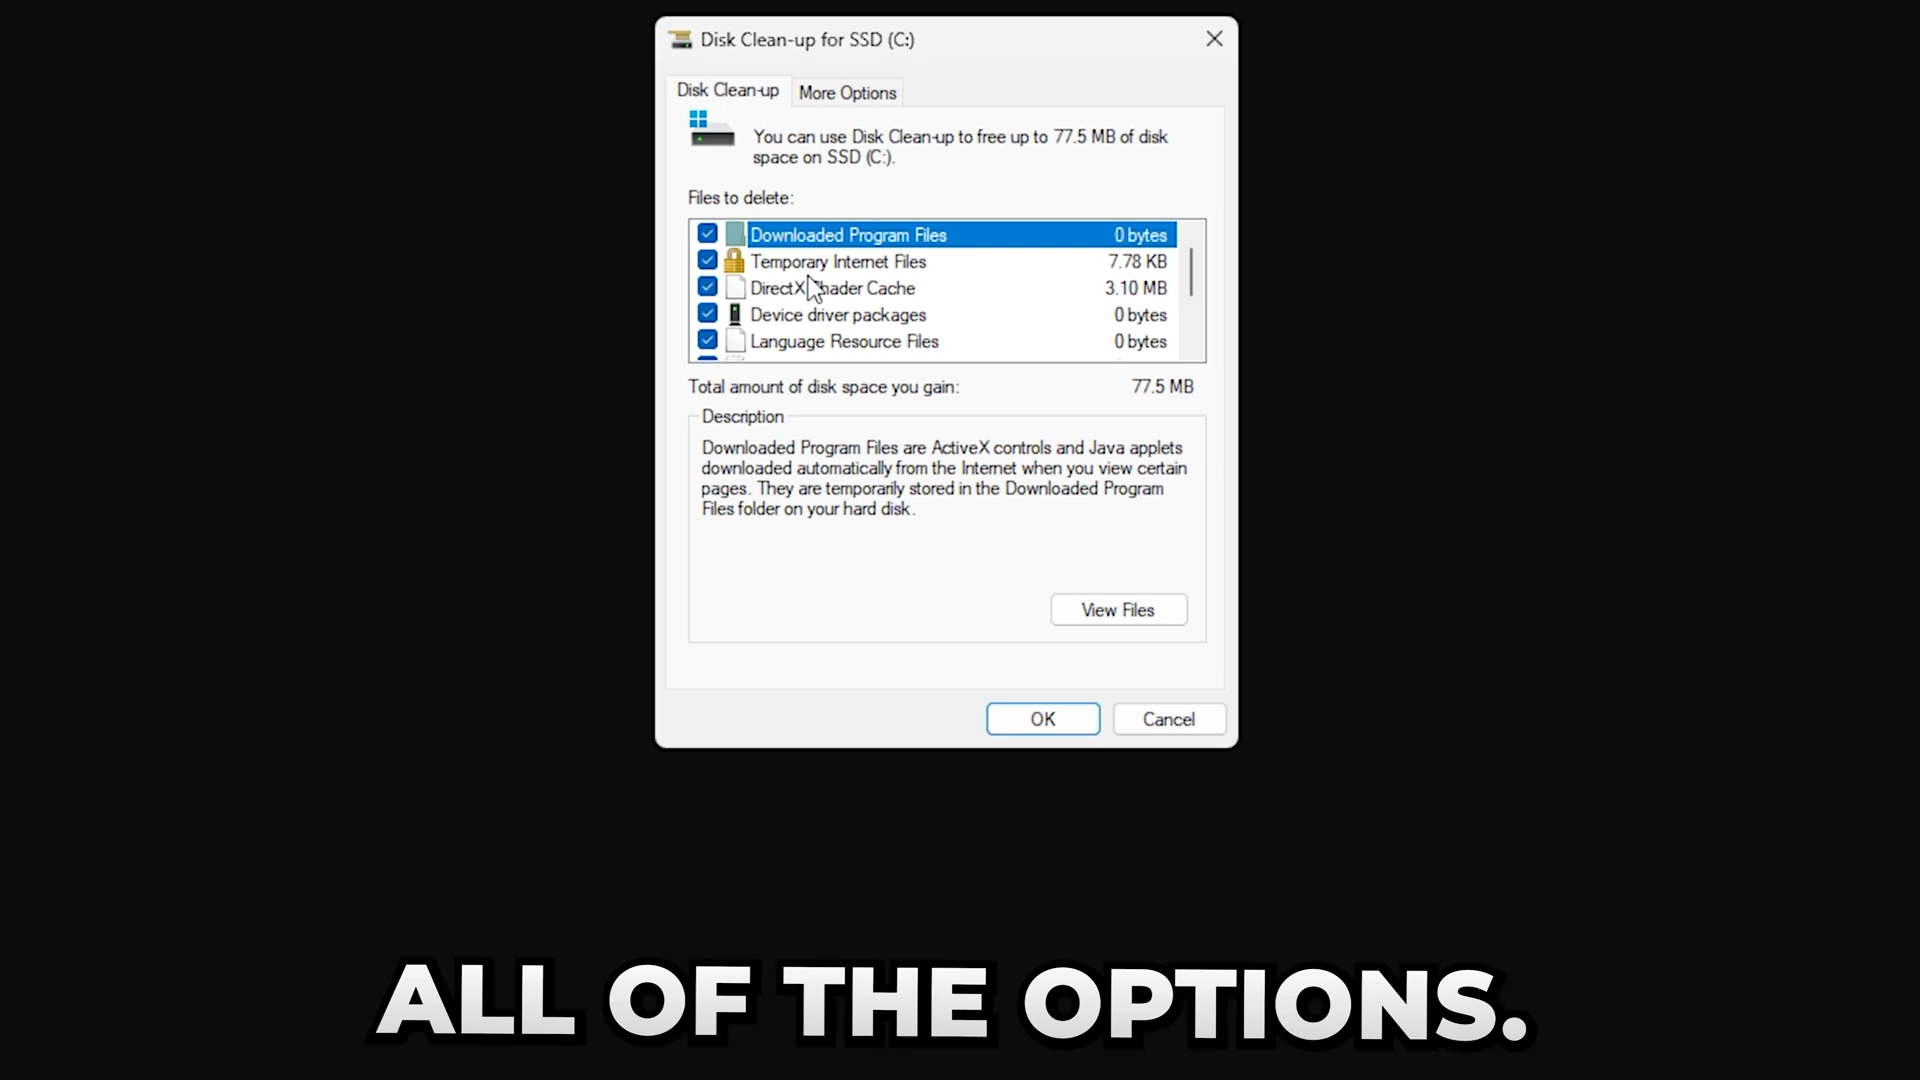 Disk Clean-up for SSD (C:)
Disk Clean-up
More Options
You can use Disk Clean-up to free up to 77.5 MB of disk
space on SSD (C:).
Files to delete:
Downloaded Program Files 0 bytes
Temporary Internet Files 7.78 KB
DirectX Shader Cache 3.10 MB
Device driver packages 0 bytes
Language Resource Files 0 bytes
Total amount of disk space you gain: 77.5 MB
Description
Downloaded Program Files are ActiveX controls and Java applets
downloaded automatically from the Internet when you view certain
pages. They are temporarily stored in the Downloaded Program
Files folder on your hard disk.
View Files
OK
Cancel
ALL OF THE OPTIONS.